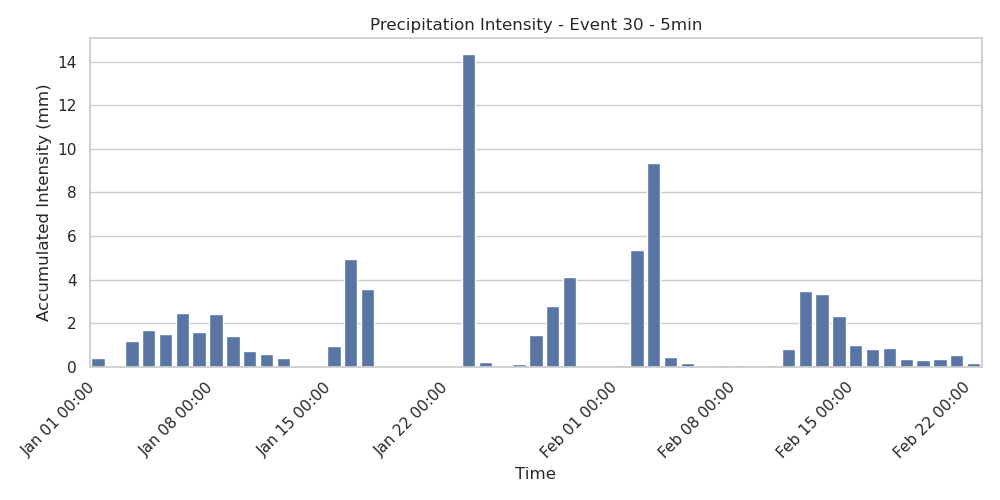 Precipitation Intensity - Event 30 - 5min
Accumulated Intensity (mm)
14
12
10
8
6
4
2
0
Jan 01 00:00
Jan 08 00:00
Jan 15 00:00
Jan 22 00:00
Feb 01 00:00
Feb 08 00:00
Feb 15 00:00
Feb 22 00:00
Time